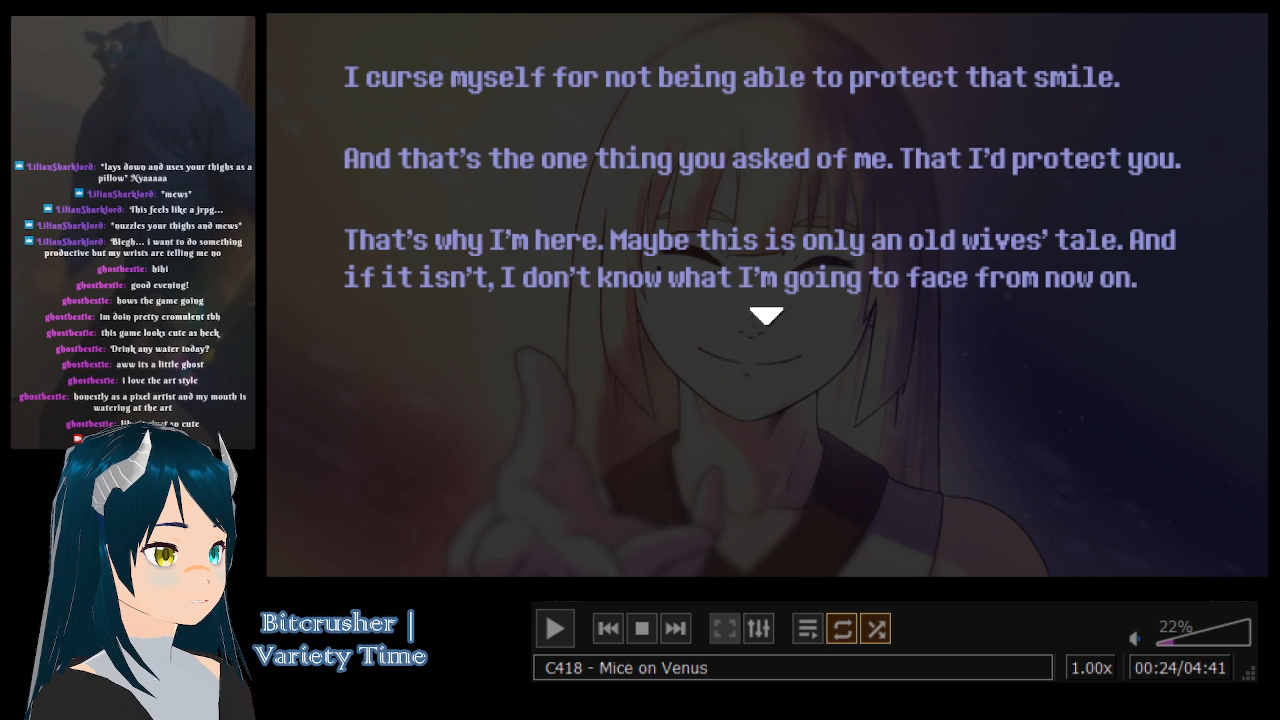 LilianSharklord: *lays down and uses your thighs as a
pillow* Nyaaaaa
LilianSharklord: *mews*
LilianSharklord: This feels like a jrpg...
LilianSharklord: *nuzzles your thighs and mews*
LilianSharklord: Blegh... i want to do something
productive but my wrists are telling me no
ghostbestie: hihi
ghostbestie: good evening!
ghostbestie: hows the game going
ghostbestie: im doin pretty cromulent tbh
ghostbestie: this game looks cute as heck
ghostbestie: Drink any water today?
ghostbestie: aww its a little ghost
ghostbestie: i love the art style
ghostbestie: honestly as a pixel artist and my mouth is
watering at the art
ghostbestie: so cute
I curse myself for not being able to protect that smile.
And that's the one thing you asked of me. That I'd protect you.
That's why I'm here. Maybe this is only an old wives' tale. And
if it isn't, I don't know what I'm going to face from now on.
Bitcrusher |
Variety Time
22%
C418 - Mice on Venus
1.00x
00:24/04:41